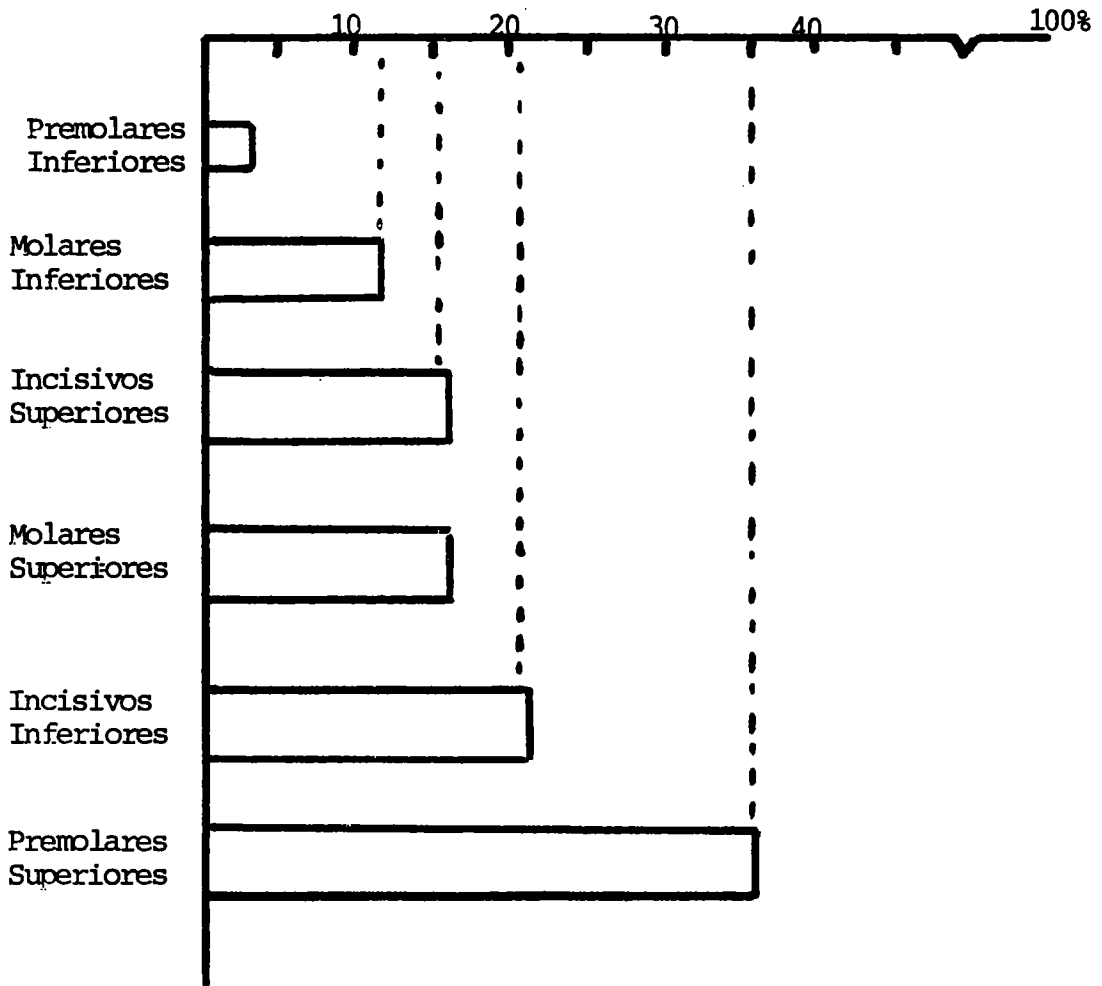 10 20 30 40 100%
Premolares
Inferiores
Molares
Inferiores
Incisivos
Superiores
Molares
Superiores
Incisivos
Inferiores
Premolares
Superiores